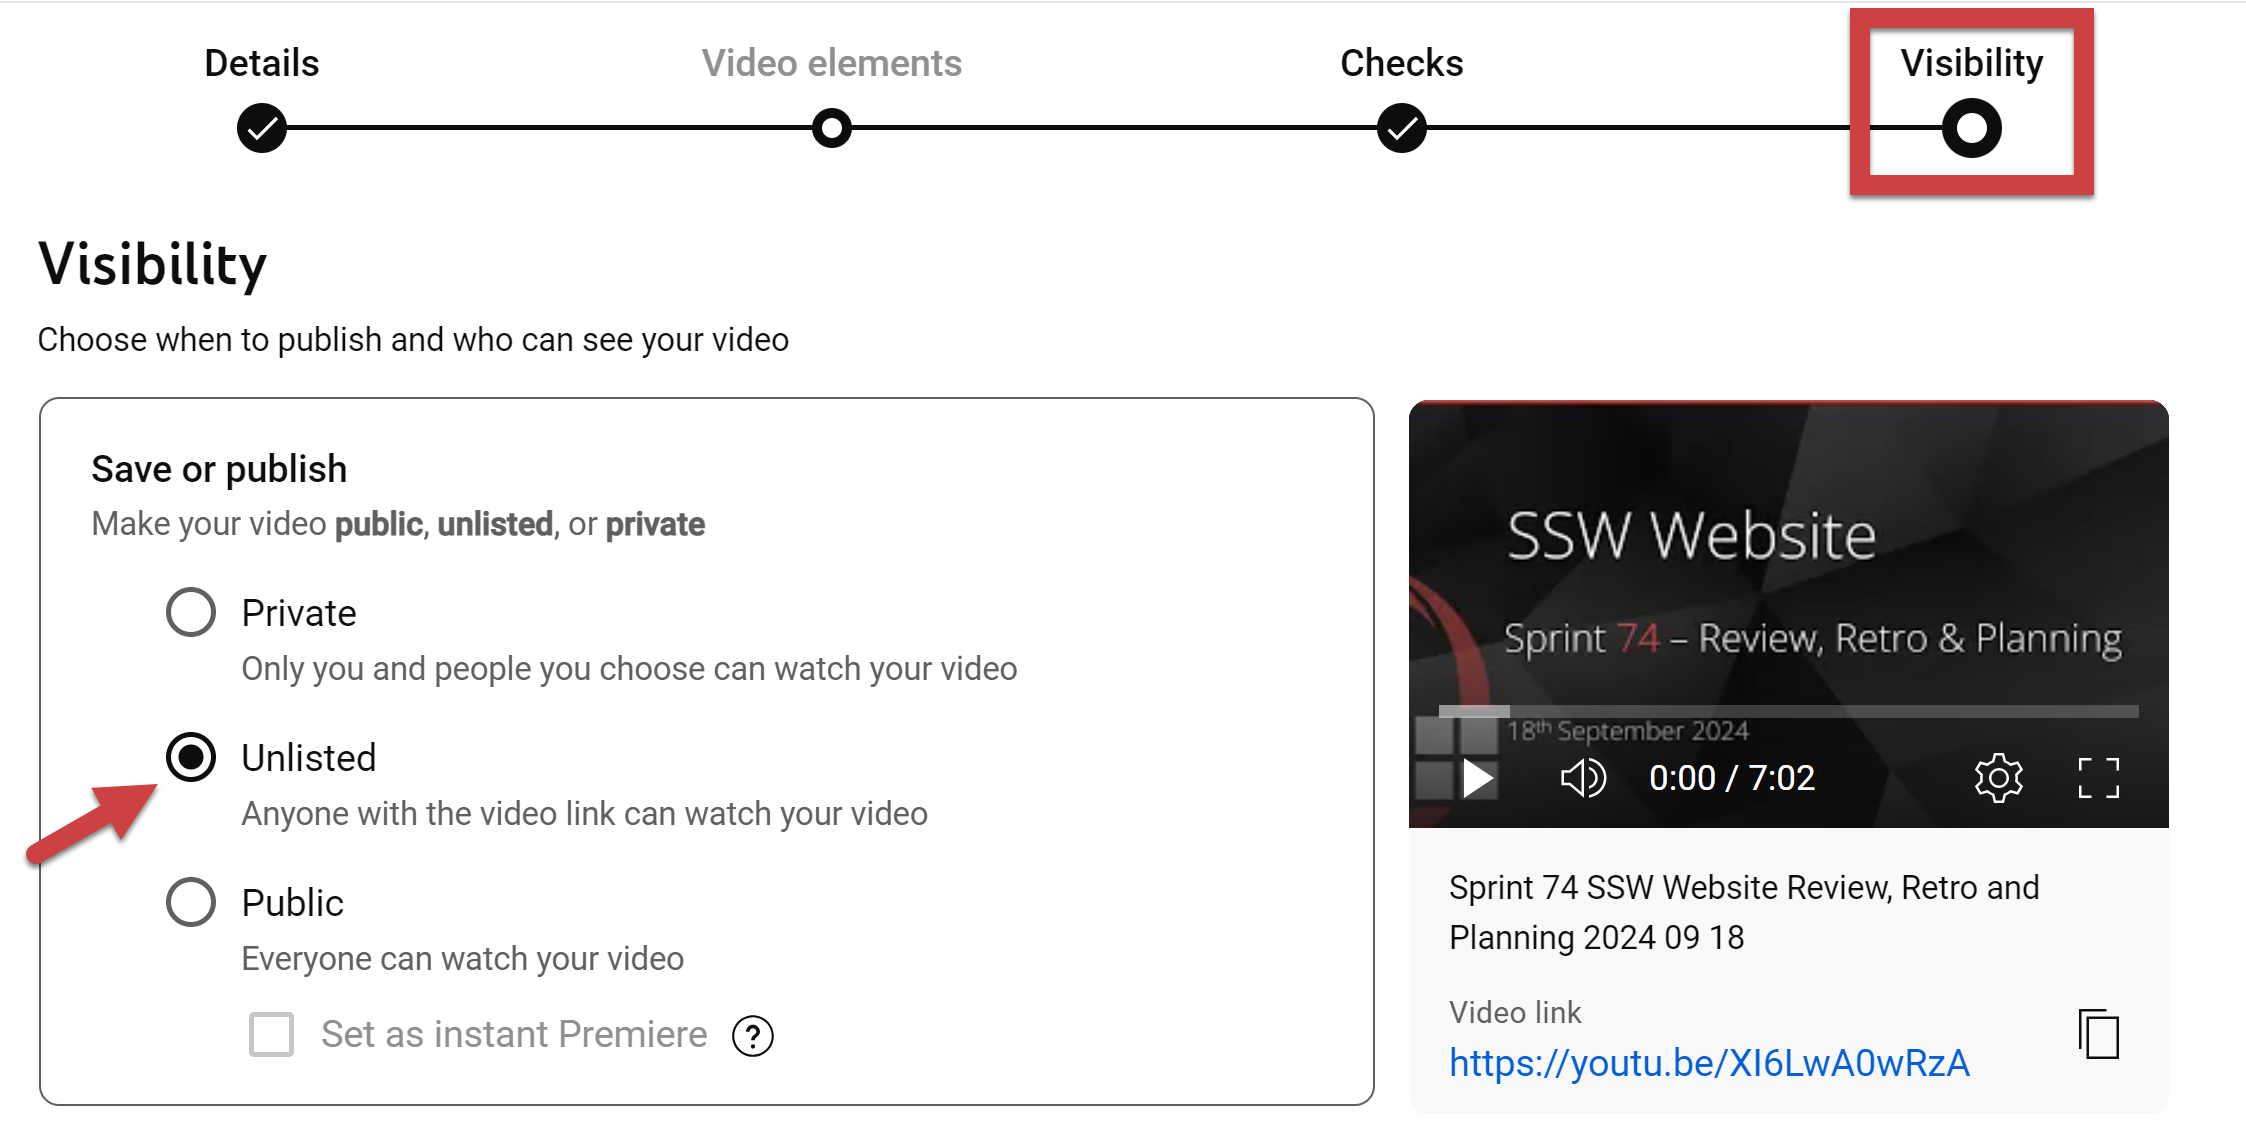 Details
Video elements
Checks
Visibility
Visibility
Choose when to publish and who can see your video
Save or publish
Make your video public, unlisted, or private
Private
Only you and people you choose can watch your video
Unlisted
Anyone with the video link can watch your video
Public
Everyone can watch your video
Set as instant Premiere ?
SSW Website
Sprint 74 – Review, Retro & Planning
18th September 2024
0:00 / 7:02
Sprint 74 SSW Website Review, Retro and
Planning 2024 09 18
Video link
https://youtu.be/XI6LwA0wRzA